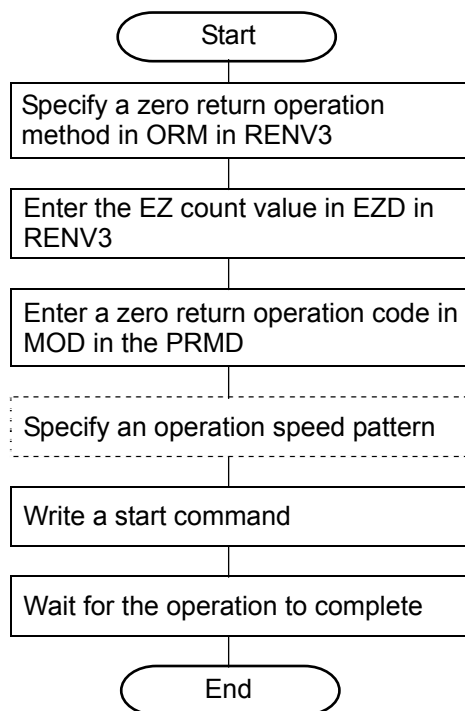 Start
Specify a zero return operation
method in ORM in RENV3
Enter the EZ count value in EZD in
RENV3
Enter a zero return operation code in
MOD in the PRMD
Specify an operation speed pattern
Write a start command
Wait for the operation to complete
End